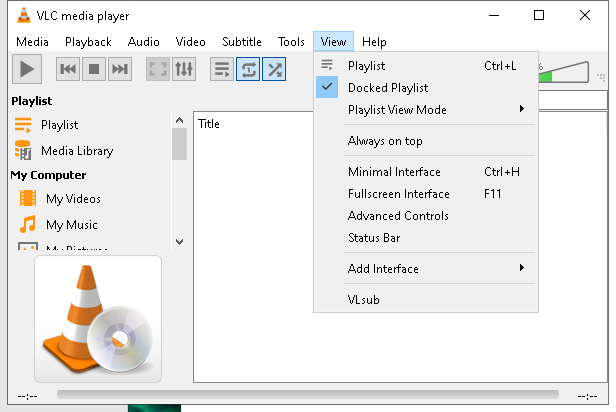 VLC media player
Media Playback Audio Video Subtitle Tools View Help
%
Playlist
Playlist
Media Library
My Computer
My Videos
My Music
My Pictures
Title
Playlist Ctrl+L
Docked Playlist
Playlist View Mode
Always on top
Minimal Interface Ctrl+H
Fullscreen Interface F11
Advanced Controls
Status Bar
Add Interface
VLsub
--:-- --:--